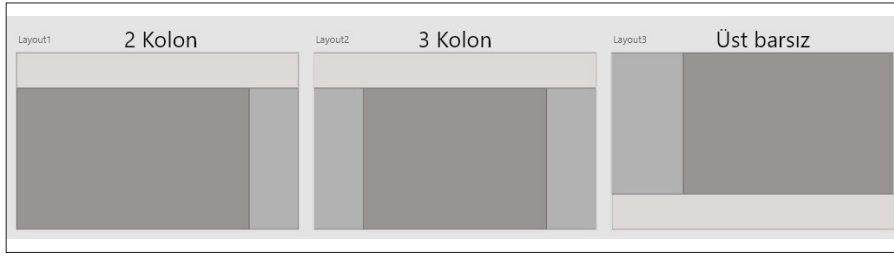 Layout1
2 Kolon
Layout2
3 Kolon
Layout3
Üst barsız